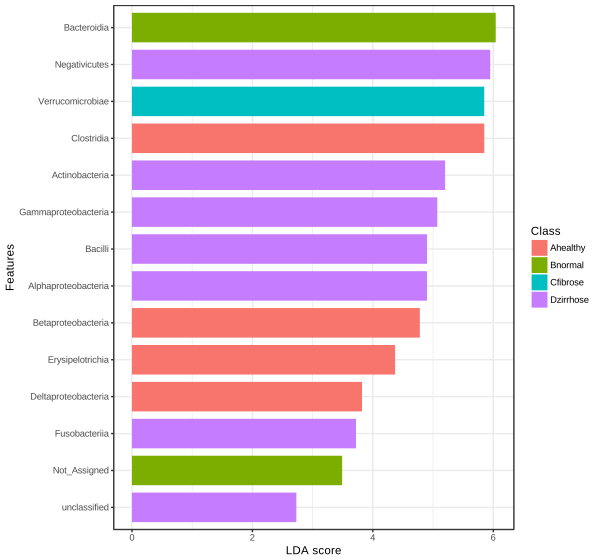 Features
Bacteroidia
Negativicutes
Verrucomicrobiae
Clostridia
Actinobacteria
Gammaproteobacteria
Bacilli
Alphaproteobacteria
Betaproteobacteria
Erysipelotrichia
Deltaproteobacteria
Fusobacteriia
Not_Assigned
unclassified
0 2 4 6
LDA score
Class
Ahealthy
Bnormal
Cfibrose
Dzirrhose